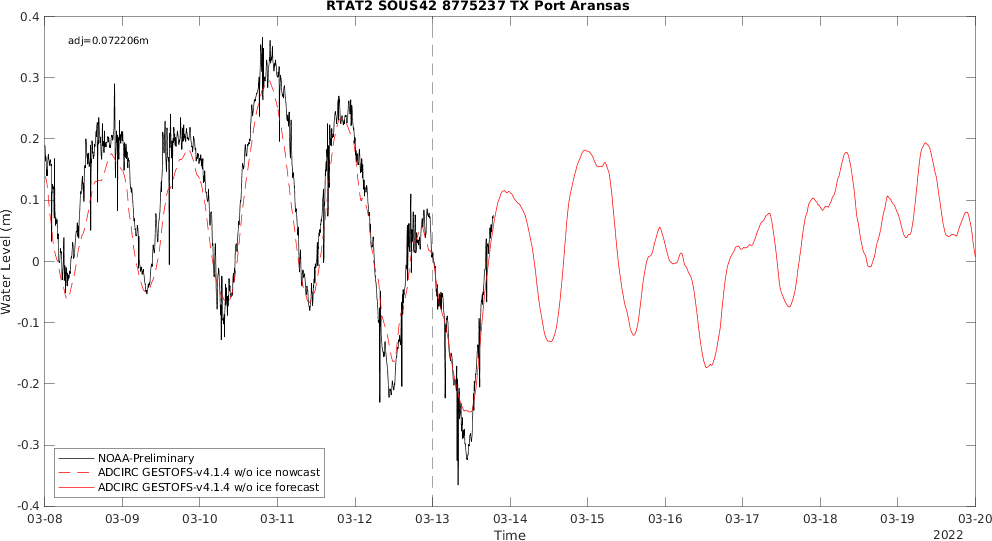 RTAT2 SOUS42 8775237 TX Port Aransas
adj=0.072206m
0.4
0.3
0.2
0.1
0
-0.1
-0.2
-0.3
-0.4
Water Level (m)
NOAA-Preliminary
ADCIRC GESTOFS-v4.1.4 w/o ice nowcast
ADCIRC GESTOFS-v4.1.4 w/o ice forecast
03-08 03-09 03-10 03-11 03-12 03-13 03-14 03-15 03-16 03-17 03-18 03-19 03-20
Time
2022